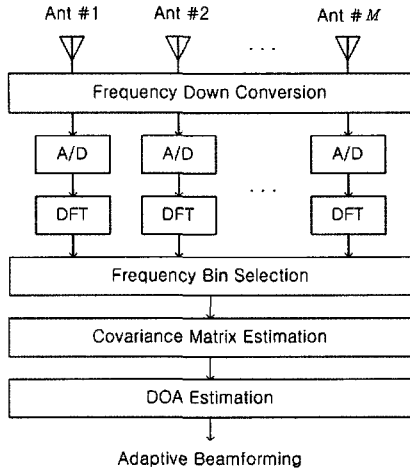 Ant #1 Ant #2 Ant # M
. . .
Frequency Down Conversion
A/D A/D A/D
. . .
DFT DFT DFT
Frequency Bin Selection
Covariance Matrix Estimation
DOA Estimation
Adaptive Beamforming